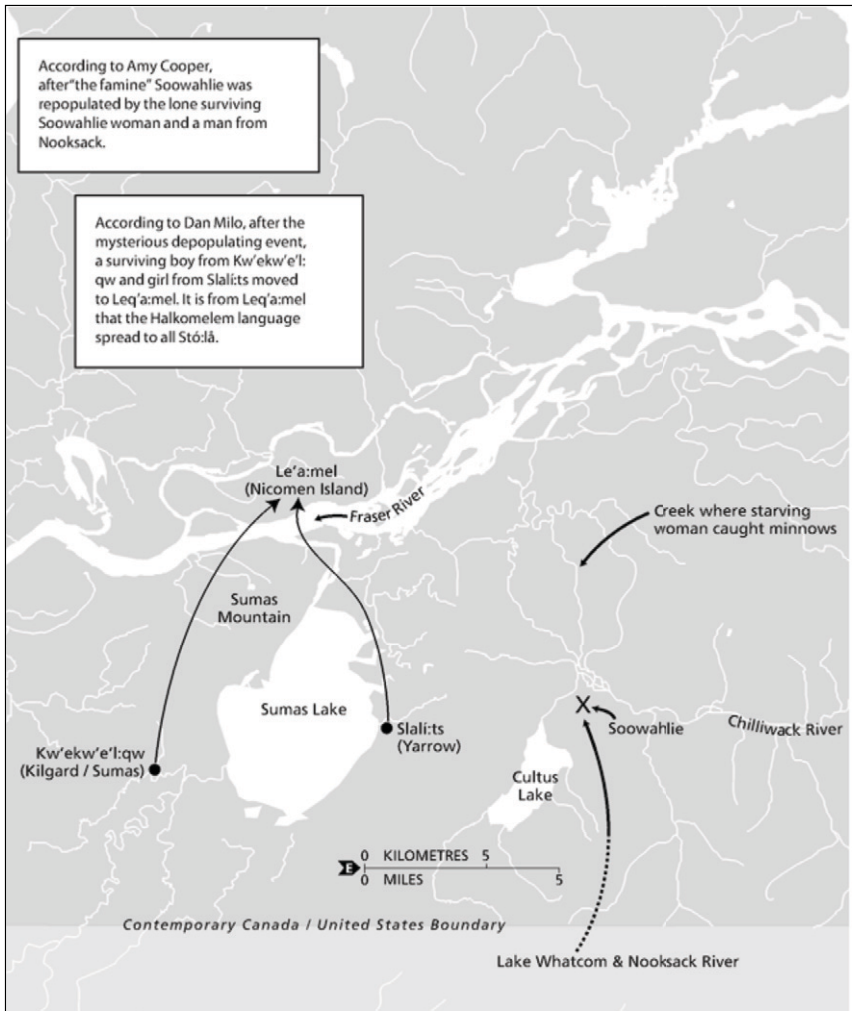 According to Amy Cooper,
after"the famine" Soowahlie was
repopulated by the lone surviving
Soowahlie woman and a man from
Nooksack.
According to Dan Milo, after the
mysterious depopulating event,
a surviving boy from Kw'ekw'e'l:
qw and girl from Slalí:ts moved
to Leq'a:mel. It is from Leq'a:mel
that the Halkomelem language
spread to all Stó:lå.
Le'a:mel
(Nicomen Island)
Fraser River
Creek where starving
woman caught minnows
Sumas
Mountain
Sumas Lake
Slalí:ts
(Yarrow)
Soowahlie
Chilliwack River
Kw'ekw'e'l:qw
(Kilgard / Sumas)
Cultus
Lake
X
E
0 KILOMETRES 5
0 MILES 5
Contemporary Canada / United States Boundary
Lake Whatcom & Nooksack River